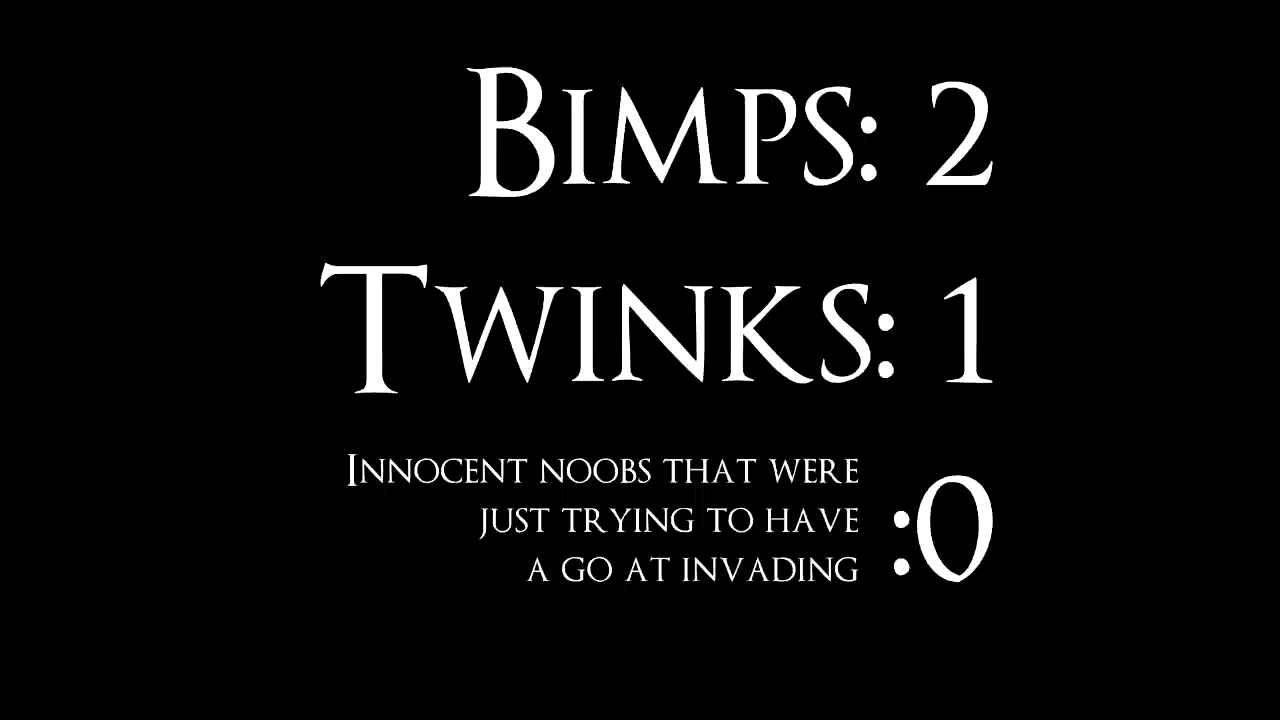 Bimps: 2
Twinks: 1
Innocent noobs that were
just trying to have
a go at invading
:0